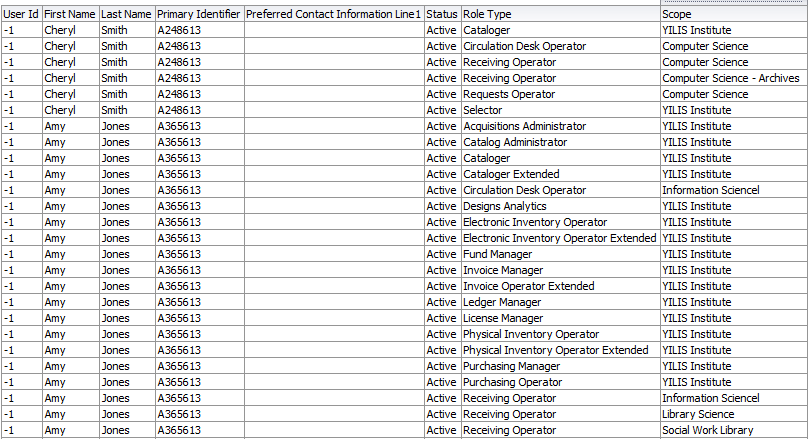 User Id First Name Last Name Primary Identifier Preferred Contact Information Line1 Status Role Type Scope
-1 Cheryl Smith A248613 Active Cataloger YILIS Institute
-1 Cheryl Smith A248613 Active Circulation Desk Operator Computer Science
-1 Cheryl Smith A248613 Active Receiving Operator Computer Science
-1 Cheryl Smith A248613 Active Receiving Operator Computer Science - Archives
-1 Cheryl Smith A248613 Active Requests Operator Computer Science
-1 Cheryl Smith A248613 Active Selector YILIS Institute
-1 Amy Jones A365613 Active Acquisitions Administrator YILIS Institute
-1 Amy Jones A365613 Active Catalog Administrator YILIS Institute
-1 Amy Jones A365613 Active Cataloger YILIS Institute
-1 Amy Jones A365613 Active Cataloger Extended YILIS Institute
-1 Amy Jones A365613 Active Circulation Desk Operator Information Sciencel
-1 Amy Jones A365613 Active Designs Analytics YILIS Institute
-1 Amy Jones A365613 Active Electronic Inventory Operator YILIS Institute
-1 Amy Jones A365613 Active Electronic Inventory Operator Extended YILIS Institute
-1 Amy Jones A365613 Active Fund Manager YILIS Institute
-1 Amy Jones A365613 Active Invoice Manager YILIS Institute
-1 Amy Jones A365613 Active Invoice Operator Extended YILIS Institute
-1 Amy Jones A365613 Active Ledger Manager YILIS Institute
-1 Amy Jones A365613 Active License Manager YILIS Institute
-1 Amy Jones A365613 Active Physical Inventory Operator YILIS Institute
-1 Amy Jones A365613 Active Physical Inventory Operator Extended YILIS Institute
-1 Amy Jones A365613 Active Purchasing Manager YILIS Institute
-1 Amy Jones A365613 Active Purchasing Operator YILIS Institute
-1 Amy Jones A365613 Active Receiving Operator Information Sciencel
-1 Amy Jones A365613 Active Receiving Operator Library Science
-1 Amy Jones A365613 Active Receiving Operator Social Work Library